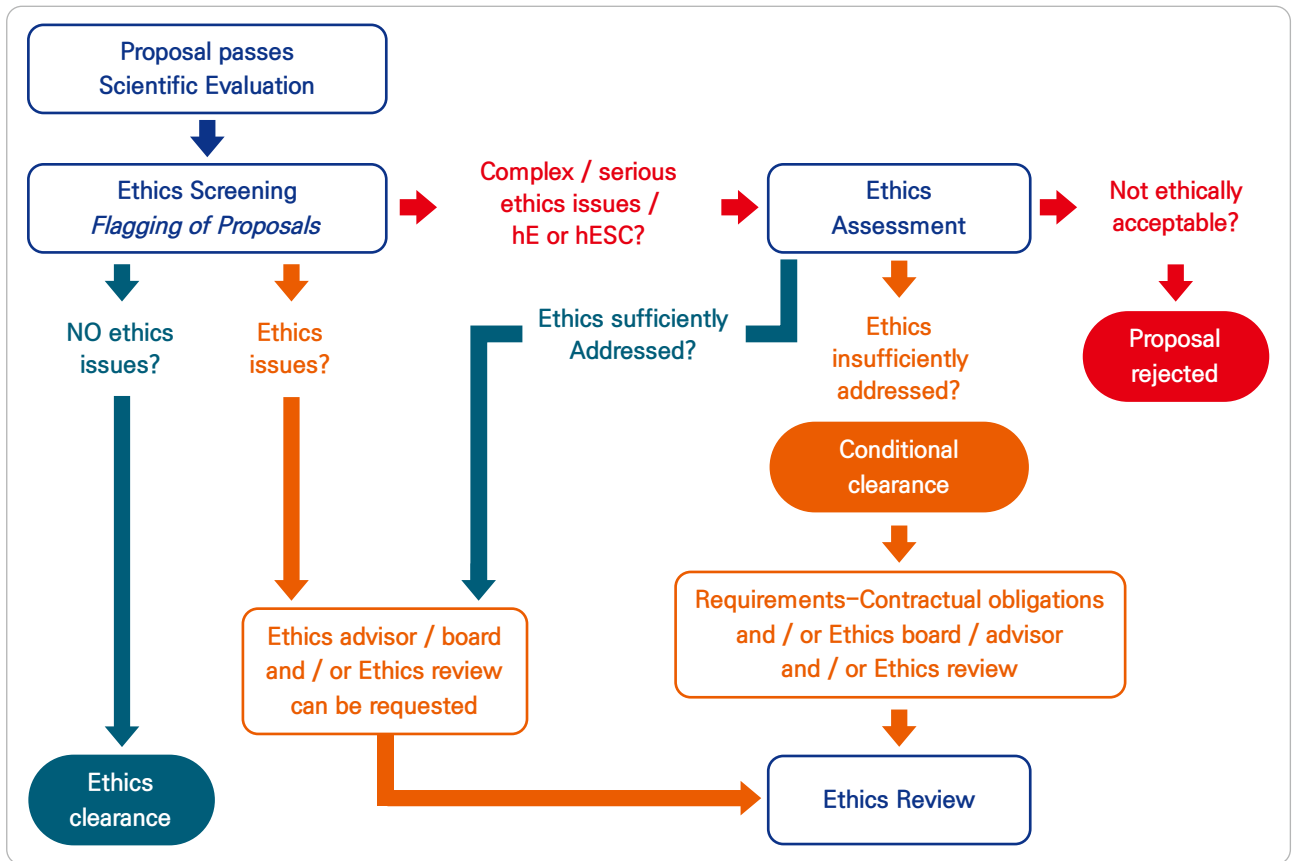 Proposal passes
Scientific Evaluation
Ethics Screening
Flagging of Proposals
Complex / serious
ethics issues /
hE or hESC?
Ethics
Assessment
Not ethically
acceptable?
NO ethics
issues?
Ethics
issues?
Ethics sufficiently
Addressed?
Ethics
insufficiently
addressed?
Proposal
rejected
Conditional
clearance
Ethics advisor / board
and / or Ethics review
can be requested
Requirements–Contractual obligations
and / or Ethics board / advisor
and / or Ethics review
Ethics
clearance
Ethics Review